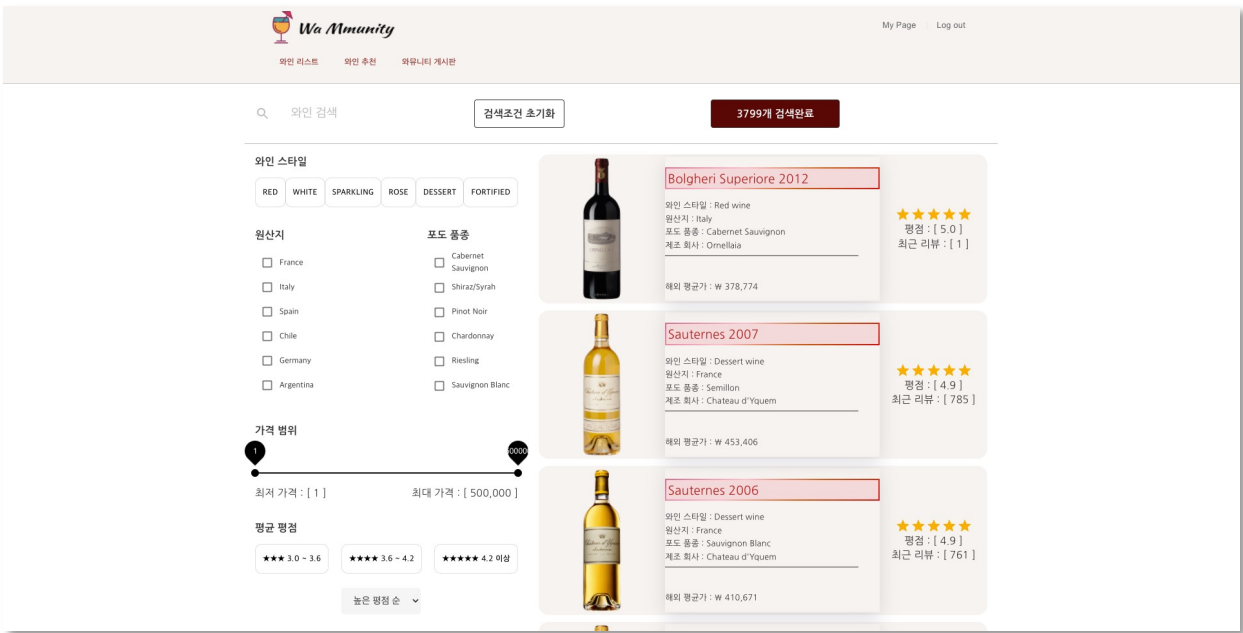 Wa Mmunity
My Page
Log out
와인 리스트
와인 추천
와뮤니티 게시판
와인 검색
검색조건 초기화
3799개 검색완료
와인 스타일
RED
WHITE
SPARKLING
ROSE
DESSERT
FORTIFIED
원산지
France
Italy
Spain
Chile
Germany
Argentina
포도 품종
Cabernet
Sauvignon
Shiraz/Syrah
Pinot Noir
Chardonnay
Riesling
Sauvignon Blanc
가격 범위
1
최저 가격 : [ 1 ]
최대 가격 : [ 500,000 ]
평균 평점
★★★ 3.0 ~ 3.6
★★★★ 3.6 ~ 4.2
★★★★★ 4.2 이상
높은 평점 순
Bolgheri Superiore 2012
와인 스타일 : Red wine
원산지 : Italy
포도 품종 : Cabernet Sauvignon
제조 회사 : Ornellaia
해외 평균가 : ₩ 378,774
평점 : [ 5.0 ]
최근 리뷰 : [ 1 ]
Sauternes 2007
와인 스타일 : Dessert wine
원산지 : France
포도 품종 : Semillon
제조 회사 : Chateau d'Yquem
해외 평균가 : ₩ 453,406
평점 : [ 4.9 ]
최근 리뷰 : [ 785 ]
Sauternes 2006
와인 스타일 : Dessert wine
원산지 : France
포도 품종 : Sauvignon Blanc
제조 회사 : Chateau d'Yquem
해외 평균가 : ₩ 410,671
평점 : [ 4.9 ]
최근 리뷰 : [ 761 ]